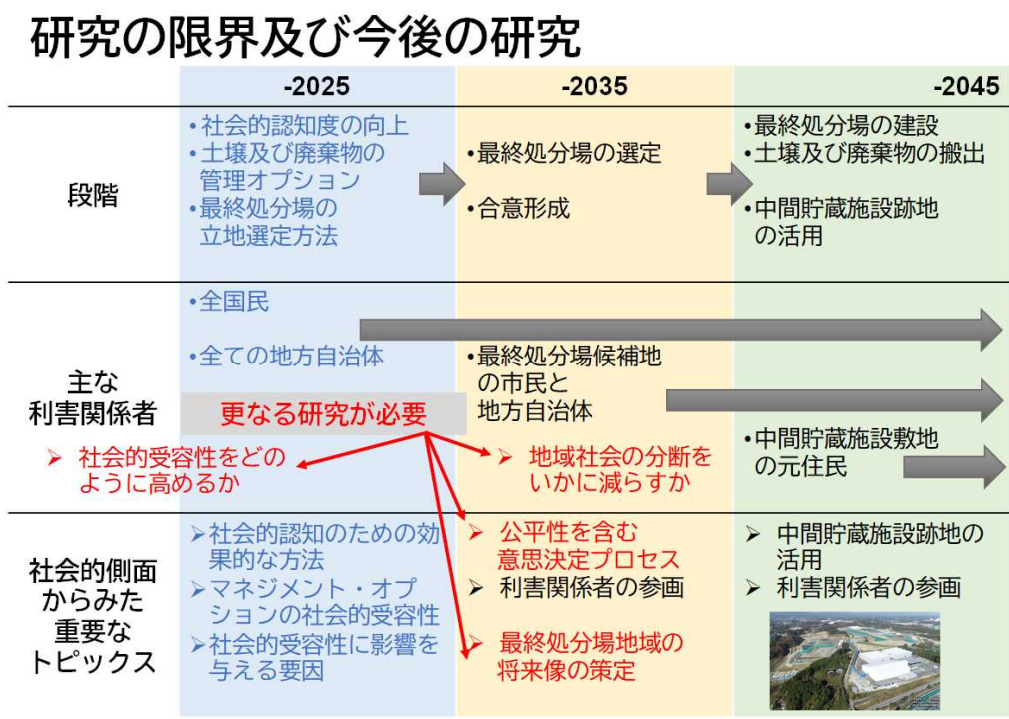 研究の限界及び今後の研究
-2025
-2035
-2045
段階
•社会的認知度の向上
•土壌及び廃棄物の
管理オプション
•最終処分場の
立地選定方法
•最終処分場の選定
•合意形成
•最終処分場の建設
•土壌及び廃棄物の搬出
•中間貯蔵施設跡地
の活用
主な
利害関係者
•全国民
•全ての地方自治体
•最終処分場候補地
の市民と
地方自治体
•中間貯蔵施設敷地
の元住民
更なる研究が必要
➢ 社会的受容性をどの
ように高めるか
➢ 地域社会の分断を
いかに減らすか
社会的側面
からみた
重要な
トピックス
➢社会的認知のための効
果的な方法
➢マネジメント・オプ
ションの社会的受容性
➢社会的受容性に影響を
与える要因
➢ 公平性を含む
意思決定プロセス
➢ 利害関係者の参画
➢ 最終処分場地域の
将来像の策定
➢ 中間貯蔵施設跡地の
活用
➢ 利害関係者の参画